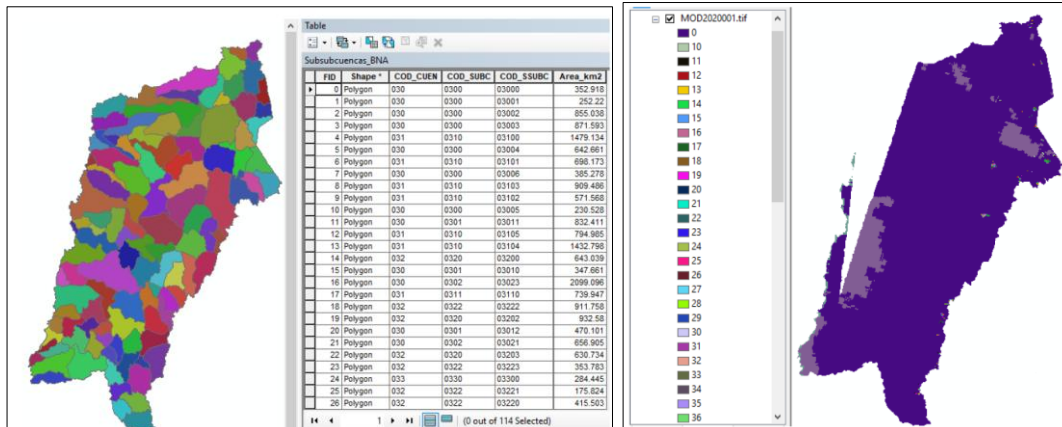 Table
Subsubcuencas_BNA
FID Shape * COD_CUEN COD_SUBC COD_SSUBC Area_km2
0 Polygon 030 0300 03000 352.918
1 Polygon 030 0300 03001 252.22
2 Polygon 030 0300 03002 855.038
3 Polygon 030 0300 03003 871.593
4 Polygon 031 0310 03100 1479.134
5 Polygon 030 0300 03004 642.661
6 Polygon 031 0310 03101 698.173
7 Polygon 030 0300 03006 385.278
8 Polygon 031 0310 03103 909.486
9 Polygon 031 0310 03102 571.568
10 Polygon 030 0300 03005 230.528
11 Polygon 030 0301 03011 832.411
12 Polygon 031 0310 03105 794.985
13 Polygon 031 0310 03104 1432.798
14 Polygon 032 0320 03200 643.039
15 Polygon 030 0301 03010 347.661
16 Polygon 030 0302 03023 2099.096
17 Polygon 031 0311 03110 739.947
18 Polygon 032 0322 03222 911.758
19 Polygon 032 0320 03202 932.58
20 Polygon 030 0301 03012 470.101
21 Polygon 030 0302 03021 656.905
22 Polygon 032 0320 03203 630.734
23 Polygon 032 0322 03223 353.783
24 Polygon 033 0330 03300 284.445
25 Polygon 032 0322 03221 175.824
26 Polygon 032 0322 03220 415.503
1 (0 out of 114 Selected)
MOD2020001.tif
0
10
11
12
13
14
15
16
17
18
19
20
21
22
23
24
25
26
27
28
29
30
31
32
33
34
35
36